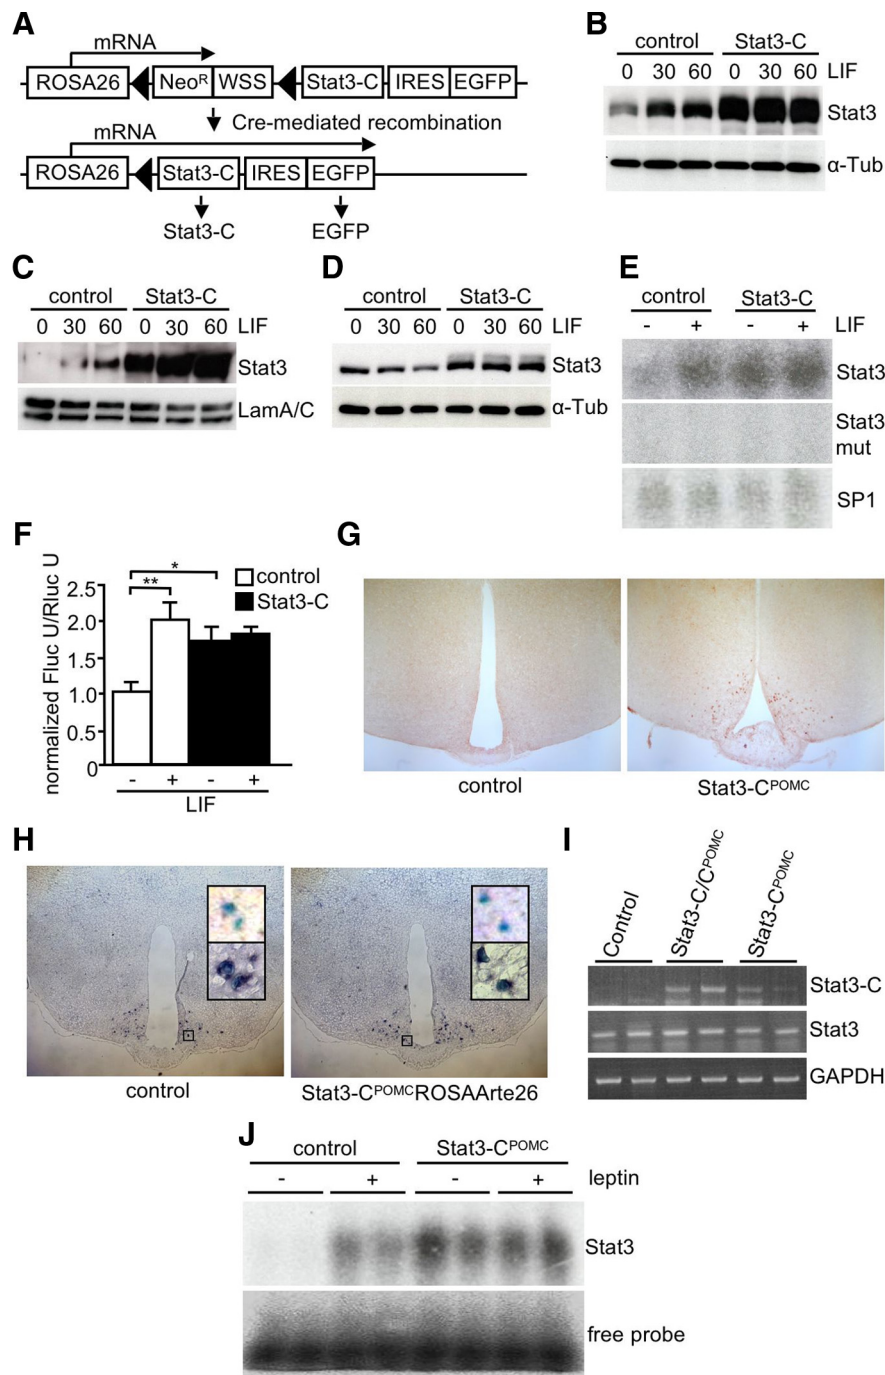 A
mRNA
ROSA26 Neoᴿ WSS Stat3-C IRES EGFP
Cre-mediated recombination
mRNA
ROSA26 Stat3-C IRES EGFP
Stat3-C EGFP
B
control Stat3-C
0 30 60 0 30 60 LIF
Stat3
α-Tub
C
control Stat3-C
0 30 60 0 30 60 LIF
Stat3
LamA/C
D
control Stat3-C
0 30 60 0 30 60 LIF
Stat3
α-Tub
E
control Stat3-C
- + - + LIF
Stat3
Stat3
mut
SP1
F
normalized Fluc U/Rluc U
2.5
2.0
1.5
1.0
0.5
0
*
**
control
Stat3-C
- + - +
LIF
G
control
Stat3-CPOMC
H
control
Stat3-CPOMCROSAArte26
I
Control
Stat3-C/CPOMC
Stat3-CPOMC
Stat3-C
Stat3
GAPDH
J
control Stat3-CPOMC
- + - + leptin
Stat3
free probe